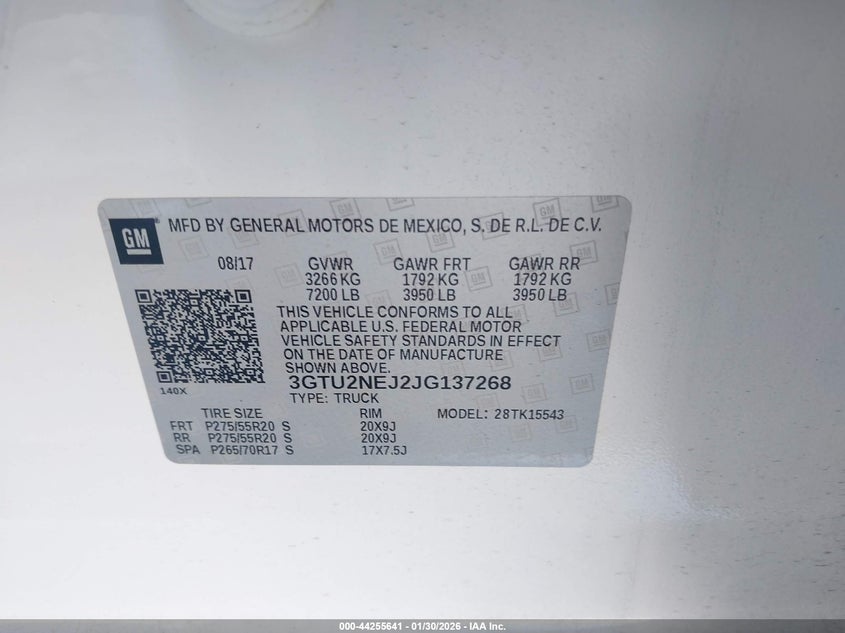 GM
MFD BY GENERAL MOTORS DE MEXICO, S. DE R.L. DE C.V.
08/17 GVWR GAWR FRT GAWR RR
3266 KG 1792 KG 1792 KG
7200 LB 3950 LB 3950 LB
THIS VEHICLE CONFORMS TO ALL
APPLICABLE U.S. FEDERAL MOTOR
VEHICLE SAFETY STANDARDS IN EFFECT
ON THE DATE OF MANUFACTURE
SHOWN ABOVE.
140X
3GTU2NEJ2JG137268
TYPE: TRUCK
TIRE SIZE RIM MODEL: 28TK15543
FRT P275/55R20 S 20X9J
RR P275/55R20 S 20X9J
SPA P265/70R17 S 17X7.5J
000-44255641 - 01/30/2026 - IAA Inc.